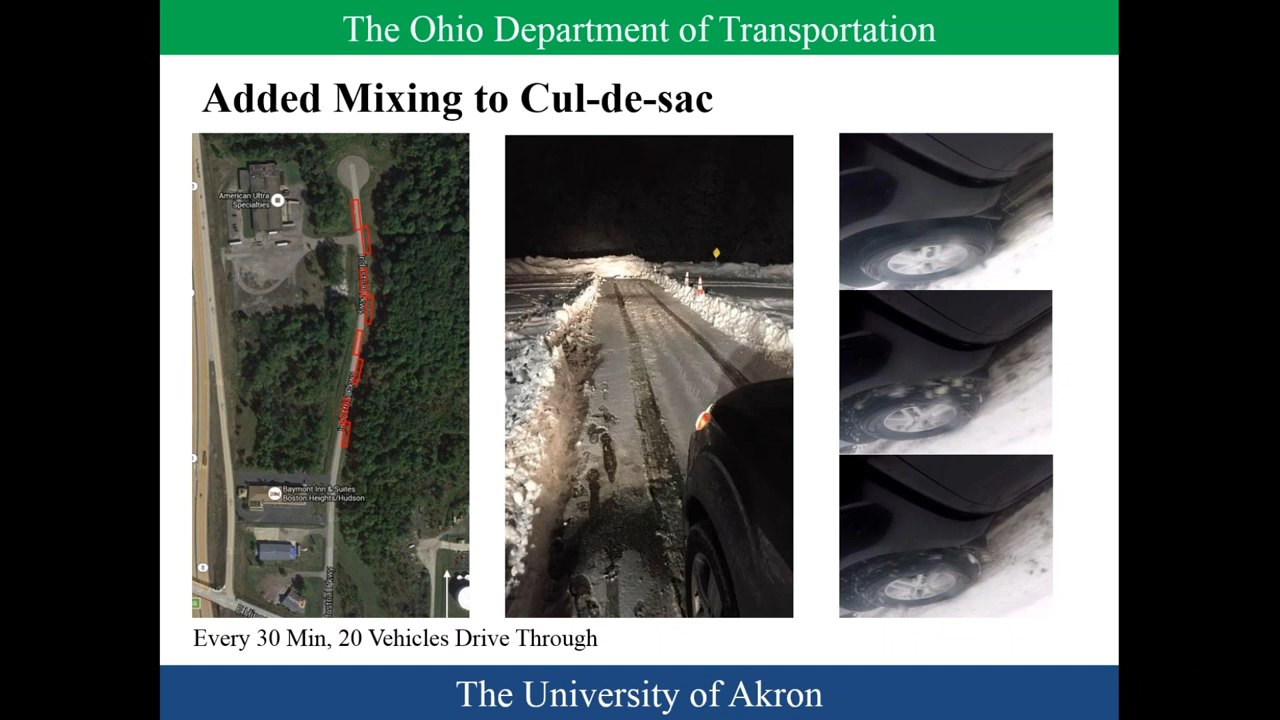 The Ohio Department of Transportation
Added Mixing to Cul-de-sac
American Ultra
Specialties
Baymont Inn & Suites
Boston Heights/Hudson
Every 30 Min, 20 Vehicles Drive Through
The University of Akron